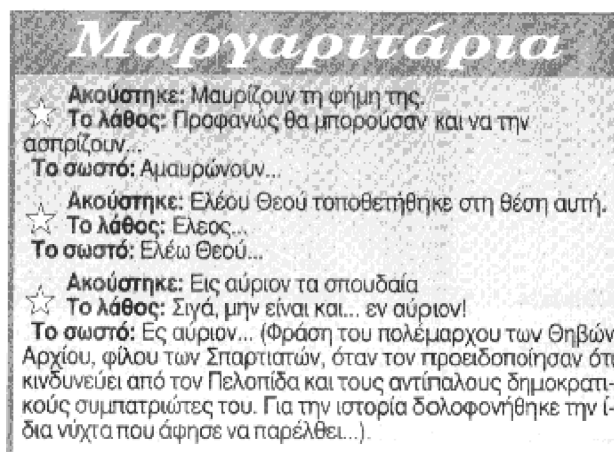 Μαργαριτάρια
Ακούστηκε: Μαυρίζουν τη φήμη της.
Το λάθος: Προφανώς θα μπορούσαν και να την
ασπρίζουν...
Το σωστό: Αμαυρώνουν...
Ακούστηκε: Ελέου Θεού τοποθετήθηκε στη θέση αυτή.
Το λάθος: Ελεος...
Το σωστό: Ελέω Θεού...
Ακούστηκε: Εις αύριον τα σπουδαία
Το λάθος: Σιγά, μην είναι και... εν αύριον!
Το σωστό: Ες αύριον... (Φράση του πολέμαρχου των Θηβών
Αρχίου, φίλου των Σπαρτιατών, όταν τον προειδοποίησαν ότι
κινδυνεύει από τον Πελοπίδα και τους αντίπαλους δημοκρατι-
κούς συμπατριώτες του. Για την ιστορία δολοφονήθηκε την ί-
δια νύχτα που άφησε να παρέλθει...).